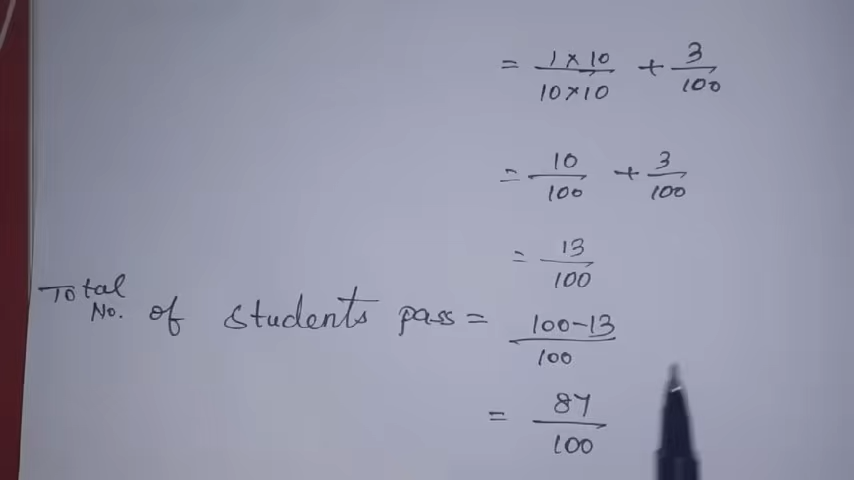 = 1 × 10 / 10 × 10 + 3 / 100
= 10 / 100 + 3 / 100
= 13 / 100
Total No. of students pass = 100 - 13 / 100
= 87 / 100